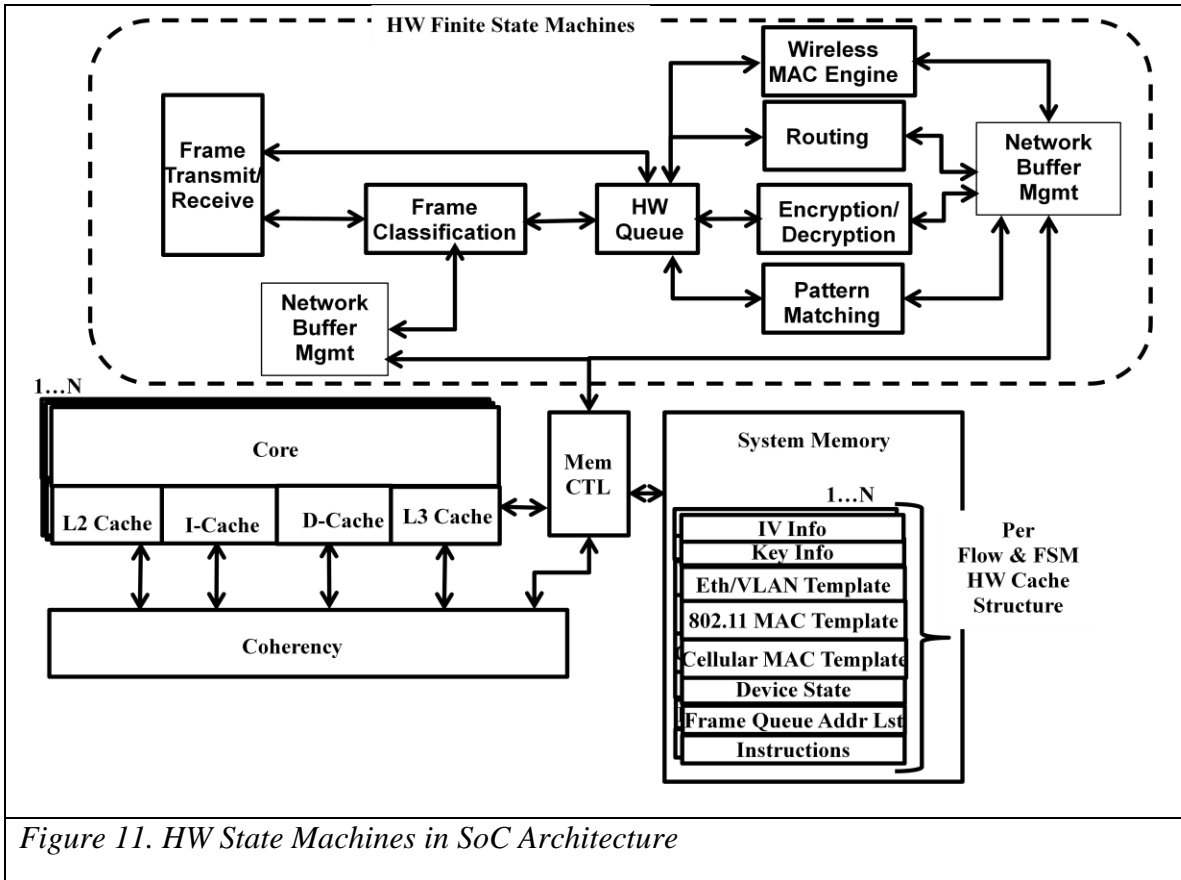 HW Finite State Machines
Wireless
MAC Engine
Frame
Transmit/
Receive
Routing
Network
Buffer
Mgmt
Frame
Classification
HW
Queue
Encryption/
Decryption
Network
Buffer
Mgmt
Pattern
Matching
1…N
Core
L2 Cache
I-Cache
D-Cache
L3 Cache
Mem
CTL
System Memory
1…N
IV Info
Key Info
Eth/VLAN Template
802.11 MAC Template
Cellular MAC Template
Device State
Frame Queue Addr Lst
Instructions
Per
Flow & FSM
HW Cache
Structure
Coherency
Figure 11. HW State Machines in SoC Architecture